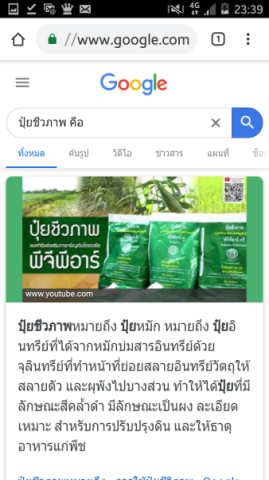 23:39
4G
//www.google.com
1
Google
ปุ๋ยชีวภาพ คือ
ทั้งหมด ค้นรูป วิดีโอ ข่าวสาร แผนที่
ปุ๋ยชีวภาพ
พีจีพีอาร์
www.youtube.com
ปุ๋ยชีวภาพหมายถึง ปุ๋ยหมัก หมายถึง ปุ๋ยอิ
นทรีย์ที่ได้จากหมักบ่มสารอินทรีย์ด้วย
จุลินทรีย์ที่ทำหน้าที่ย่อยสลายอินทรีย์วัตถุให้
สลายตัว และผุพังไปบางส่วน ทำให้ได้ปุ๋ยที่มี
ลักษณะสีคล้ำดำ มีลักษณะเป็นผง ละเอียด
เหมาะ สำหรับการปรับปรุงดิน และให้ธาตุ
อาหารแก่พืช